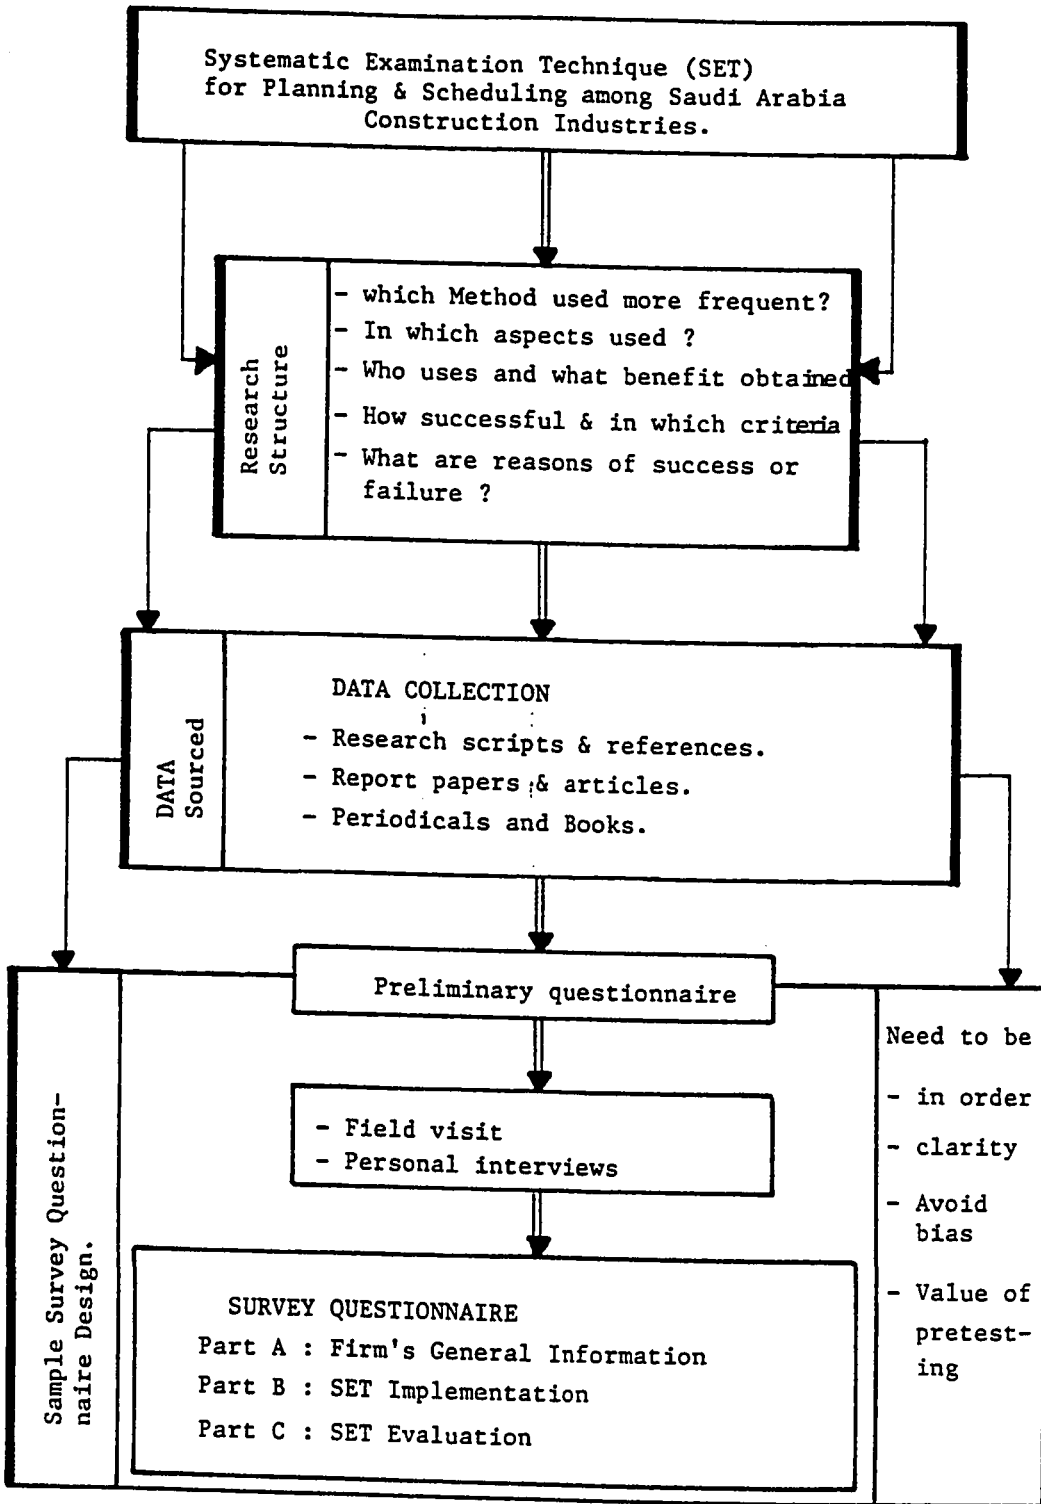 Systematic Examination Technique (SET)
for Planning & Scheduling among Saudi Arabia
Construction Industries.
Research
Structure
- which Method used more frequent?
- In which aspects used ?
- Who uses and what benefit obtained
- How successful & in which criteria
- What are reasons of success or
failure ?
DATA
Sourced
DATA COLLECTION
- Research scripts & references.
- Report papers & articles.
- Periodicals and Books.
Sample Survey Question-
naire Design.
Preliminary questionnaire
- Field visit
- Personal interviews
SURVEY QUESTIONNAIRE
Part A : Firm's General Information
Part B : SET Implementation
Part C : SET Evaluation
Need to be
- in order
- clarity
- Avoid
bias
- Value of
pretest-
ing